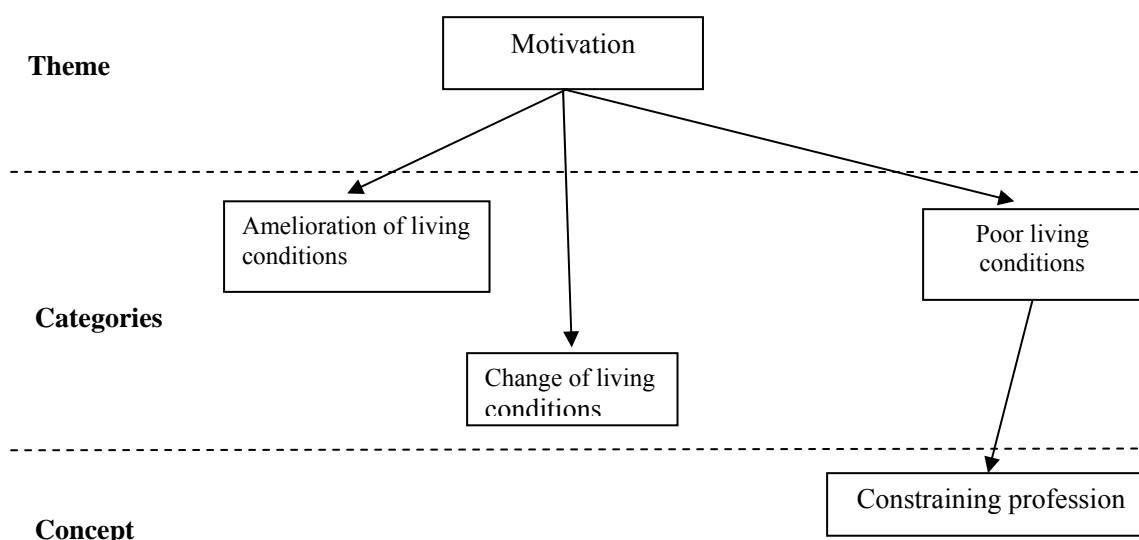 Motivation
Theme
Amelioration of living
conditions
Poor living
conditions
Categories
Change of living
conditions
Constraining profession
Concept